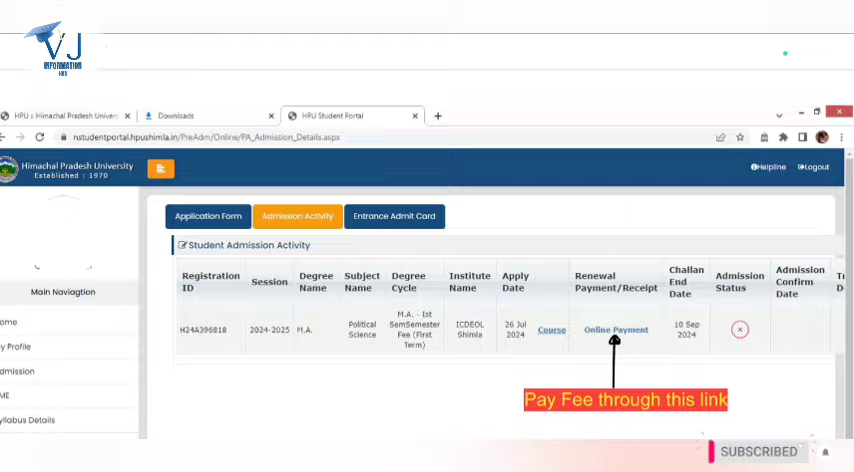 VJ
INFORMATION
HUB
HPU :: Himachal Pradesh Univers
Downloads
HPU Student Portal
nstudentportal.hpushimla.in/PreAdm/Online/PA_Admission_Details.aspx
Himachal Pradesh University
Established : 1970
Helpline
Logout
Application Form
Admission Activity
Entrance Admit Card
Student Admission Activity
Main Naviagtion
ome
y Profile
dmission
ME
yllabus Details
Registration ID
Session
Degree Name
Subject Name
Degree Cycle
Institute Name
Apply Date
Renewal Payment/Receipt
Challan End Date
Admission Status
Admission Confirm Date
H24A396818
2024-2025
M.A.
Political Science
M.A. - Ist SemSemester Fee (First Term)
ICDEOL Shimla
26 Jul 2024
Course
Online Payment
10 Sep 2024
Pay Fee through this link
SUBSCRIBED